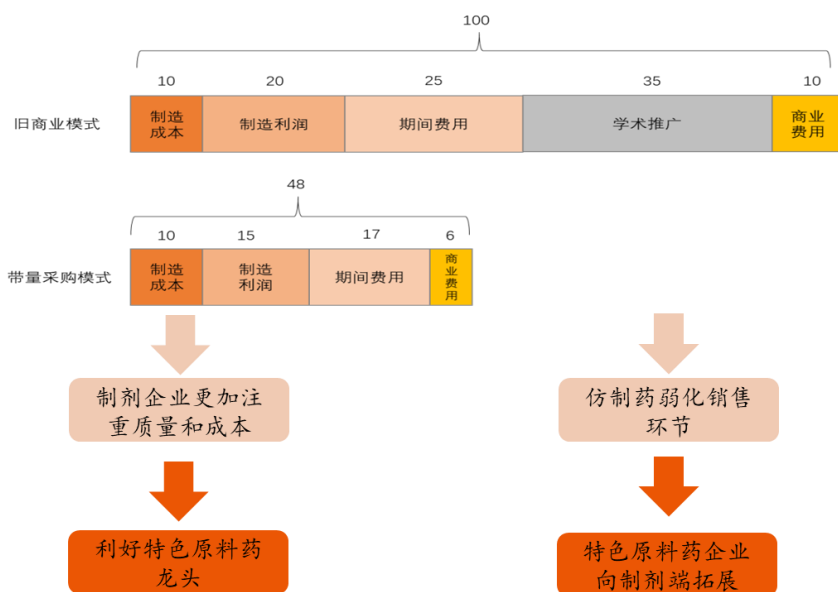 100
10 20 25 35 10
旧商业模式
制造
成本
制造利润
期间费用
学术推广
商业
费用
48
10 15 17 6
带量采购模式
制造
成本
制造
利润
期间费用
商
业
费
用
制剂企业更加注
重质量和成本
仿制药弱化销售
环节
利好特色原料药
龙头
特色原料药企业
向制剂端拓展